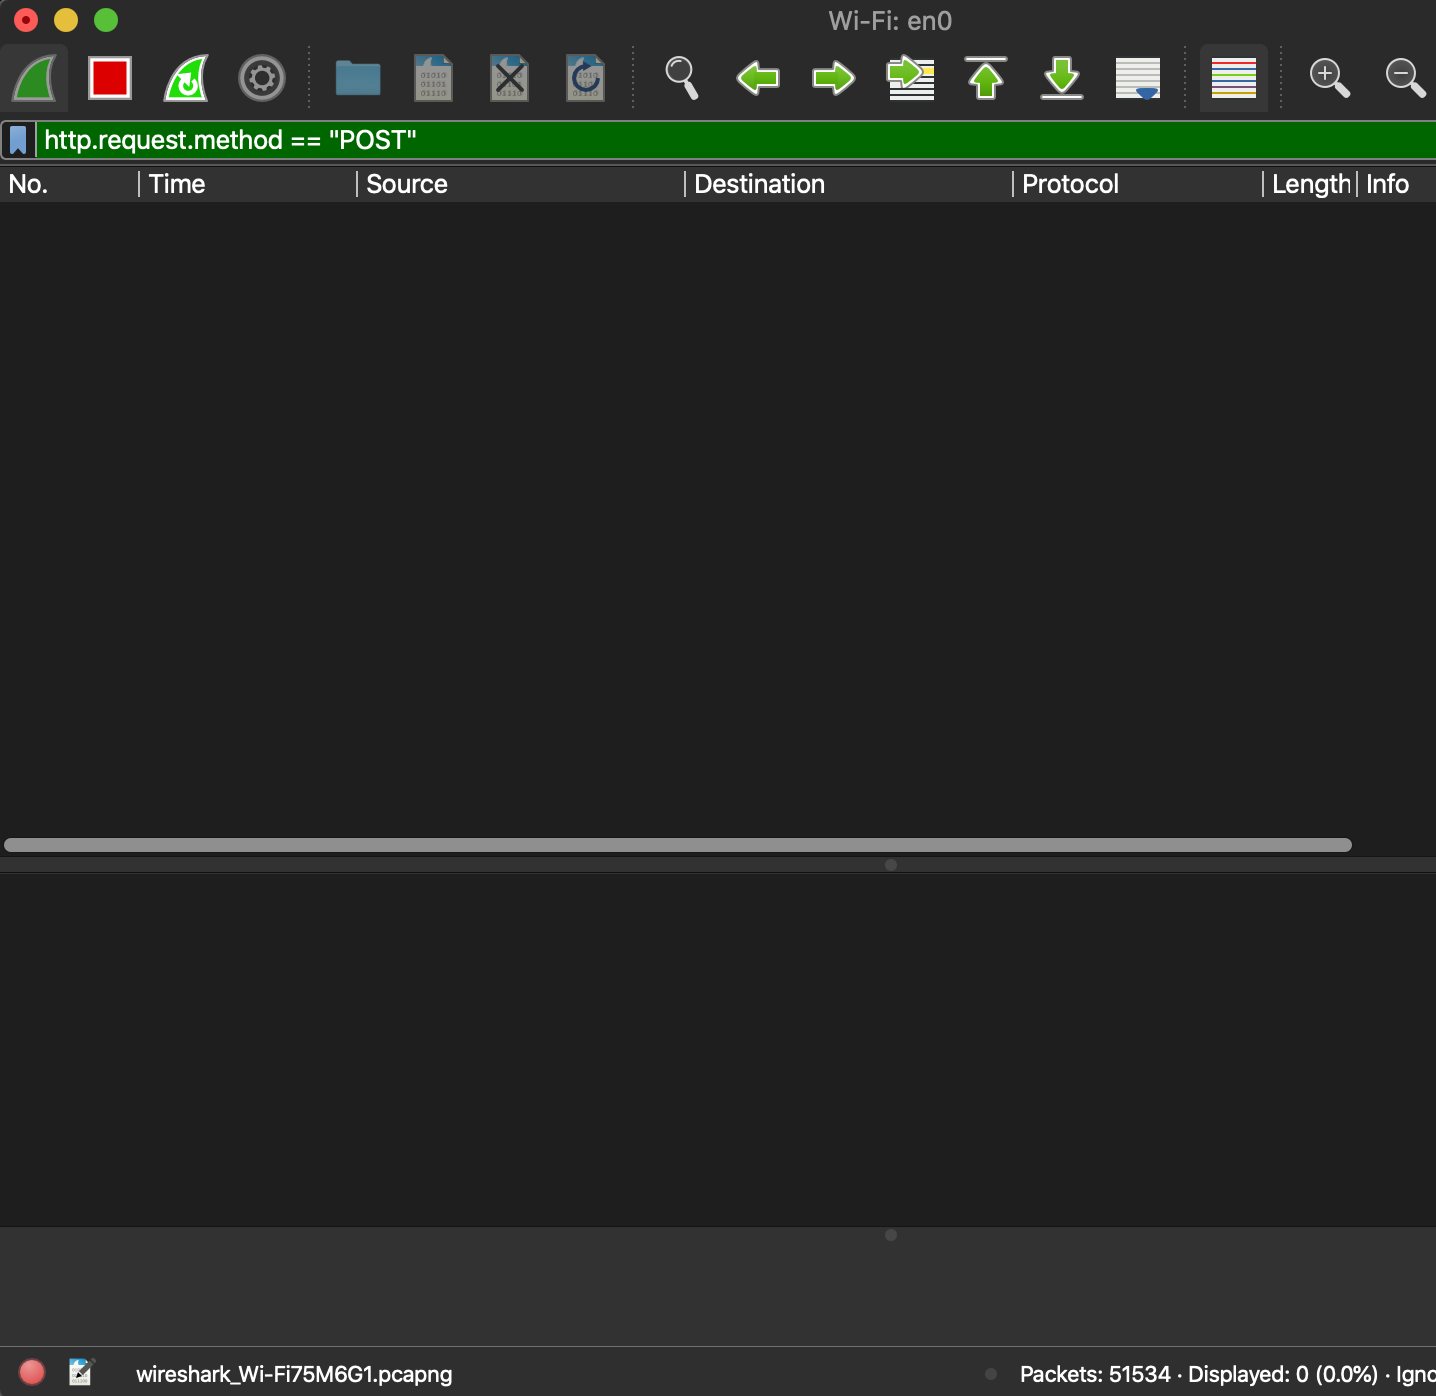 Wi-Fi: en0
http.request.method == "POST"
No. Time Source Destination Protocol Length Info
wireshark_Wi-Fi75M6G1.pcapng Packets: 51534 · Displayed: 0 (0.0%) · Igno